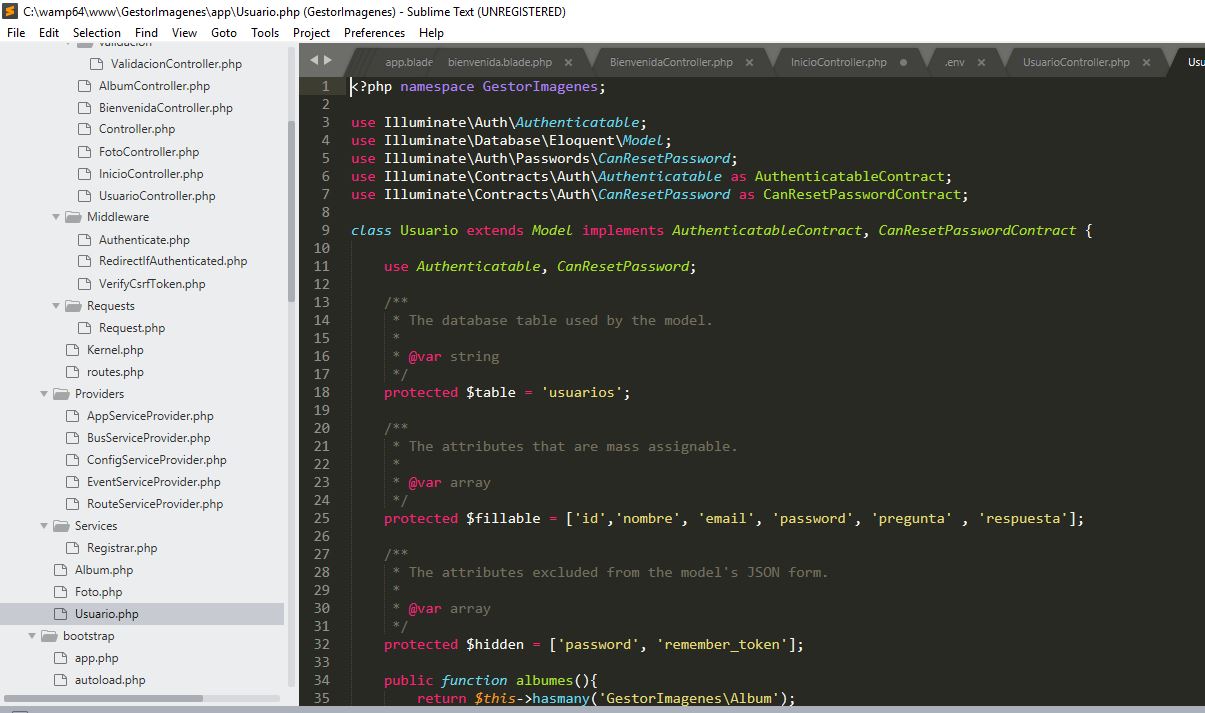 C:\wamp64\www\GestorImagenes\app\Usuario.php (GestorImagenes) - Sublime Text (UNREGISTERED)
File Edit Selection Find View Goto Tools Project Preferences Help
Validacion
ValidacionController.php
AlbumController.php
BienvenidaController.php
Controller.php
FotoController.php
InicioController.php
UsuarioController.php
Middleware
Authenticate.php
RedirectIfAuthenticated.php
VerifyCsrfToken.php
Requests
Request.php
Kernel.php
routes.php
Providers
AppServiceProvider.php
BusServiceProvider.php
ConfigServiceProvider.php
EventServiceProvider.php
RouteServiceProvider.php
Services
Registrar.php
Album.php
Foto.php
Usuario.php
bootstrap
app.php
autoload.php
app.blade bienvenida.blade.php × BienvenidaController.php × InicioController.php .env × UsuarioController.php × Usu
1 <?php namespace GestorImagenes;
2
3 use Illuminate\Auth\Authenticatable;
4 use Illuminate\Database\Eloquent\Model;
5 use Illuminate\Auth\Passwords\CanResetPassword;
6 use Illuminate\Contracts\Auth\Authenticatable as AuthenticatableContract;
7 use Illuminate\Contracts\Auth\CanResetPassword as CanResetPasswordContract;
8
9 class Usuario extends Model implements AuthenticatableContract, CanResetPasswordContract {
10
11 use Authenticatable, CanResetPassword;
12
13 /**
14 * The database table used by the model.
15 *
16 * @var string
17 */
18 protected $table = 'usuarios';
19
20 /**
21 * The attributes that are mass assignable.
22 *
23 * @var array
24 */
25 protected $fillable = ['id','nombre', 'email', 'password', 'pregunta' , 'respuesta'];
26
27 /**
28 * The attributes excluded from the model's JSON form.
29 *
30 * @var array
31 */
32 protected $hidden = ['password', 'remember_token'];
33
34 public function albumes(){
35 return $this->hasmany('GestorImagenes\Album');